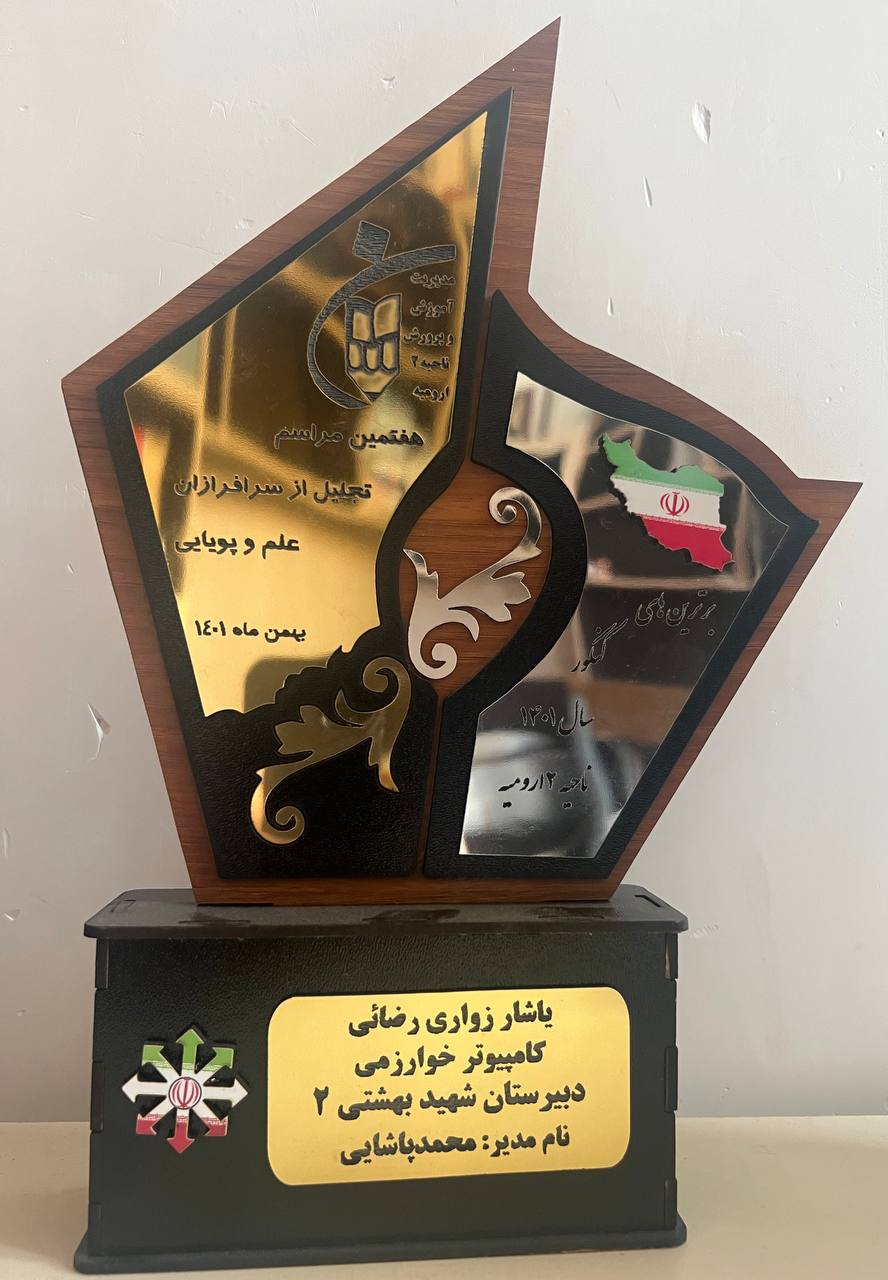 مدیریت
آموزش
و پرورش
ناحیه ۲
ارومیه
هفتمین مراسم
تجلیل از سرافرازان
علم و پویایی
بهمن ماه ۱٤۰۱
برترین های
کنکور
سال ۱۴۰۱
ناحیه ۲ ارومیه
یاشار زواری رضائی
کامپیوتر خوارزمی
دبیرستان شهید بهشتی ۲
نام مدیر: محمدپاشایی